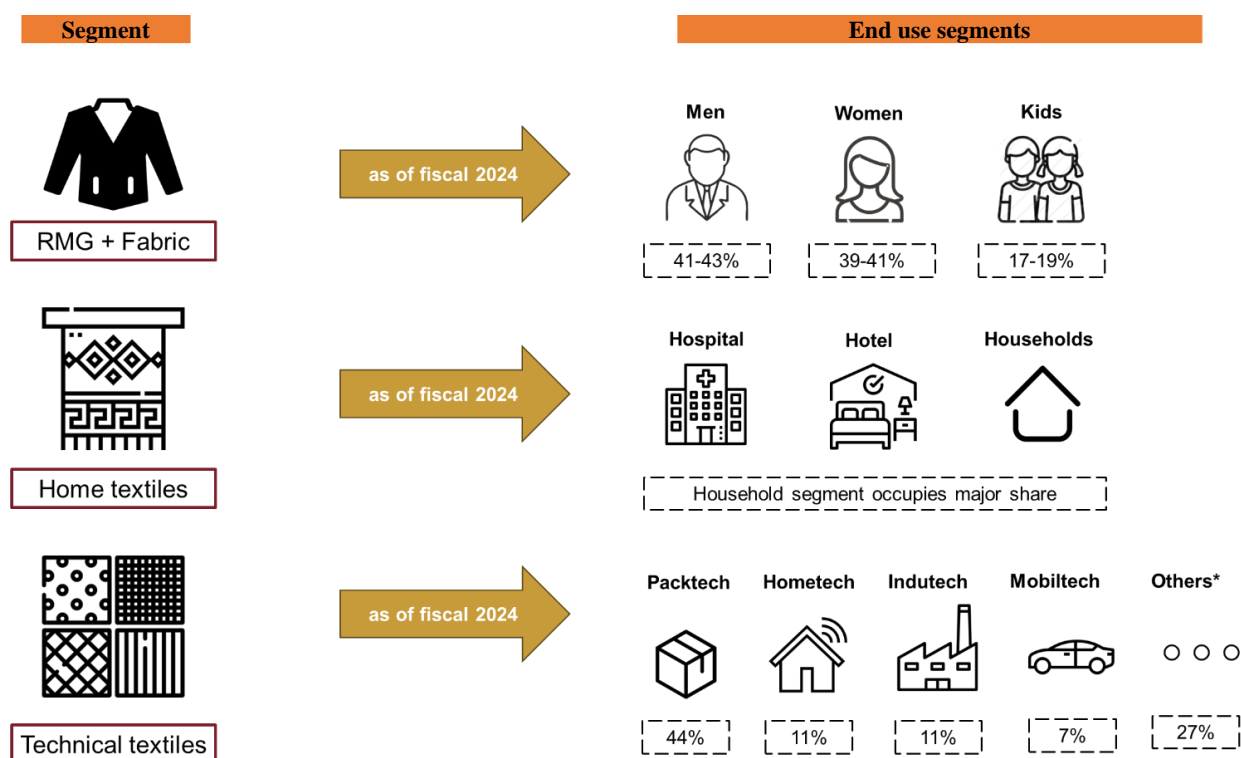 Segment
End use segments
Men
Women
Kids
as of fiscal 2024
RMG + Fabric
41-43%
39-41%
17-19%
Hospital
Hotel
Households
as of fiscal 2024
Home textiles
Household segment occupies major share
Packtech
Hometech
Indutech
Mobiltech
Others*
as of fiscal 2024
Technical textiles
44%
11%
11%
7%
27%